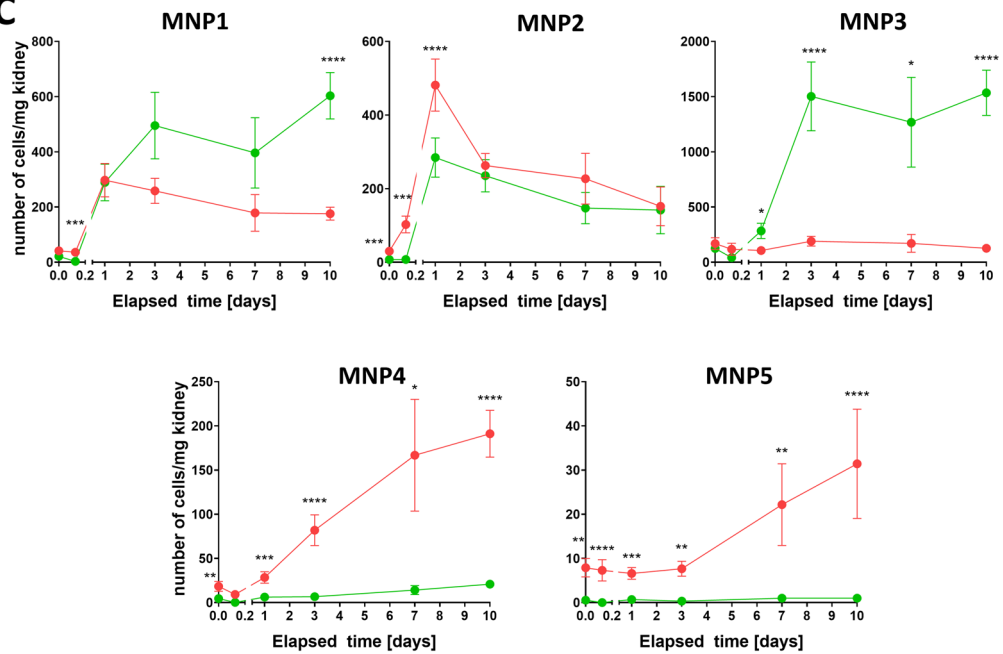 C
MNP1
MNP2
MNP3
number of cells/mg kidney
800
600
400
200
0
*** ****
0.0 0.2 1 2 3 4 5 6 7 8 9 10
Elapsed time [days]
600
400
200
0
*** *** ****
0.0 0.2 1 2 3 4 5 6 7 8 9 10
Elapsed time [days]
2000
1500
1000
500
0
* **** * ****
0.0 0.2 1 2 3 4 5 6 7 8 9 10
Elapsed time [days]
MNP4
MNP5
number of cells/mg kidney
250
200
150
100
50
0
** *** **** * ****
0.0 0.2 1 2 3 4 5 6 7 8 9 10
Elapsed time [days]
50
40
30
20
10
0
** **** *** ** ** ****
0.0 0.2 1 2 3 4 5 6 7 8 9 10
Elapsed time [days]